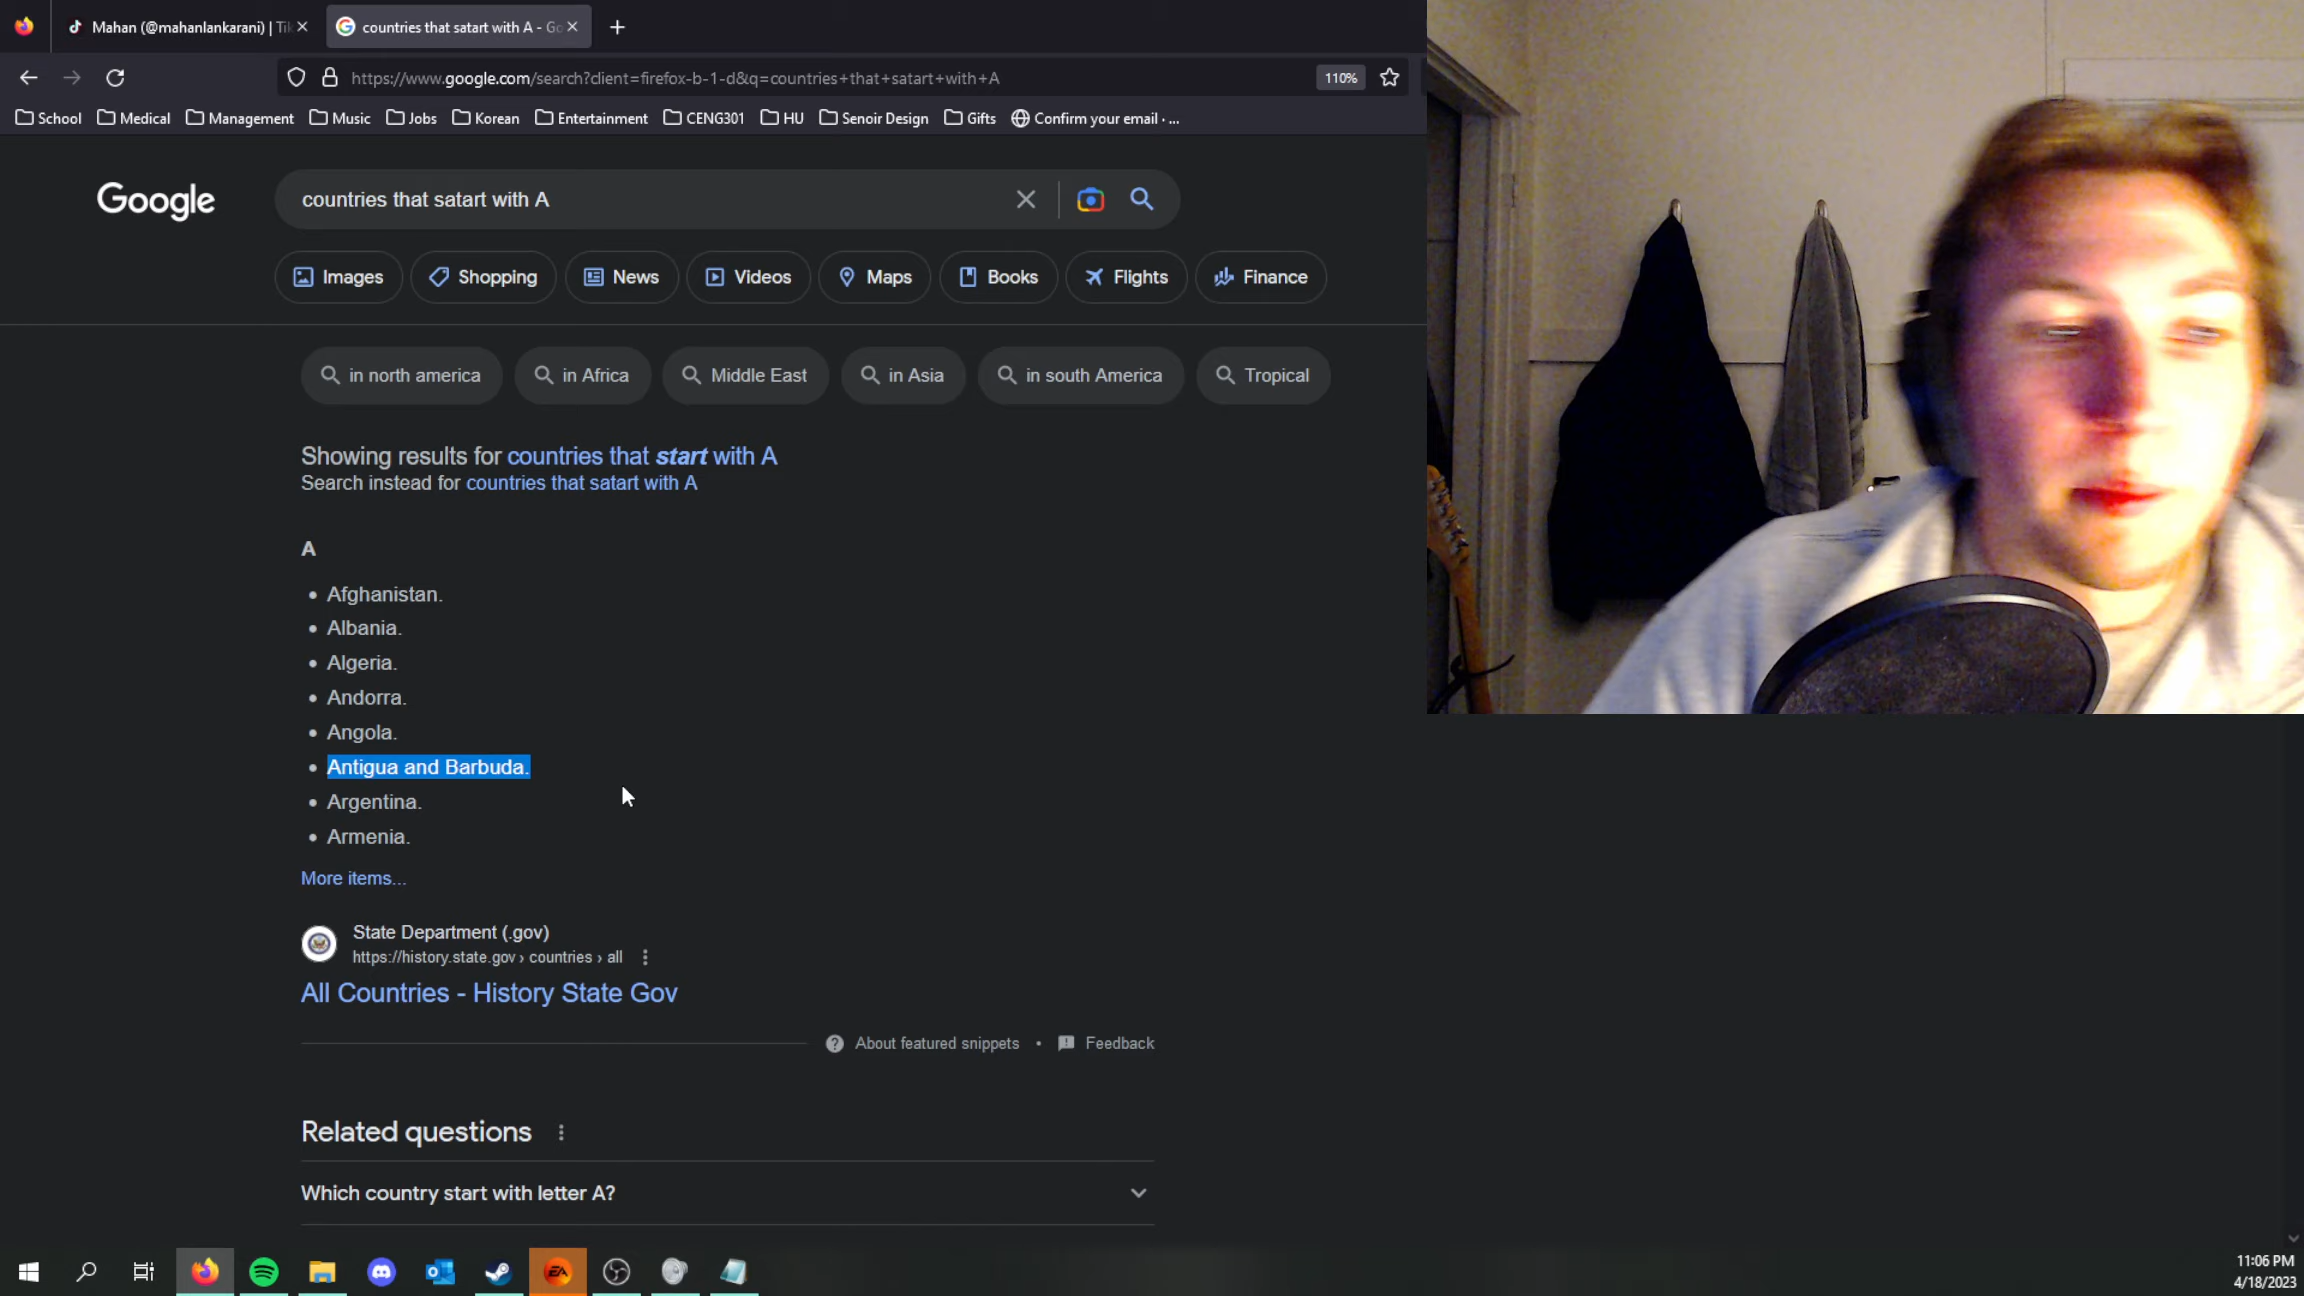 Mahan (@mahanlankarani) | Tik
countries that satart with A - Go
https://www.google.com/search?client=firefox-b-1-d&q=countries+that+satart+with+A
110%
School Medical Management Music Jobs Korean Entertainment CENG301 HU Senoir Design Gifts Confirm your email · ...
Google
countries that satart with A
Images Shopping News Videos Maps Books Flights Finance
in north america in Africa Middle East in Asia in south America Tropical
Showing results for countries that start with A
Search instead for countries that satart with A
A
• Afghanistan.
• Albania.
• Algeria.
• Andorra.
• Angola.
• Antigua and Barbuda.
• Argentina.
• Armenia.
More items...
State Department (.gov)
https://history.state.gov › countries › all
All Countries - History State Gov
About featured snippets • Feedback
Related questions
Which country start with letter A?
EA
11:06 PM
4/18/2023